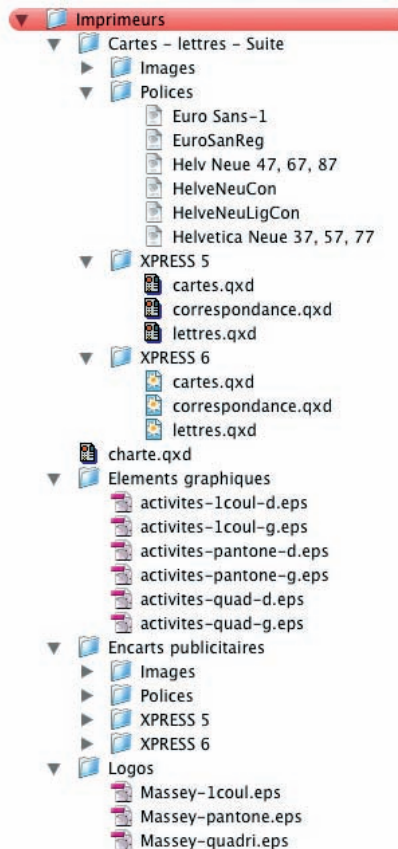 Imprimeurs
Cartes - lettres - Suite
Images
Polices
Euro Sans-1
EuroSanReg
Helv Neue 47, 67, 87
HelveNeuCon
HelveNeuLigCon
Helvetica Neue 37, 57, 77
XPRESS 5
cartes.qxd
correspondance.qxd
lettres.qxd
XPRESS 6
cartes.qxd
correspondance.qxd
lettres.qxd
charte.qxd
Elements graphiques
activites-1coul-d.eps
activites-1coul-g.eps
activites-pantone-d.eps
activites-pantone-g.eps
activites-quad-d.eps
activites-quad-g.eps
Encarts publicitaires
Images
Polices
XPRESS 5
XPRESS 6
Logos
Massey-1coul.eps
Massey-pantone.eps
Massey-quadri.eps